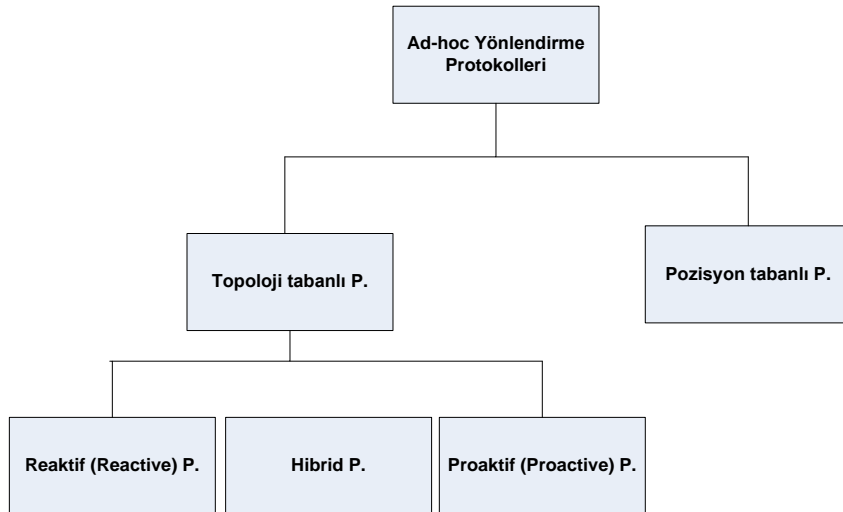 Ad-hoc Yönlendirme
Protokolleri
Topoloji tabanlı P.
Pozisyon tabanlı P.
Reaktif (Reactive) P.
Hibrid P.
Proaktif (Proactive) P.